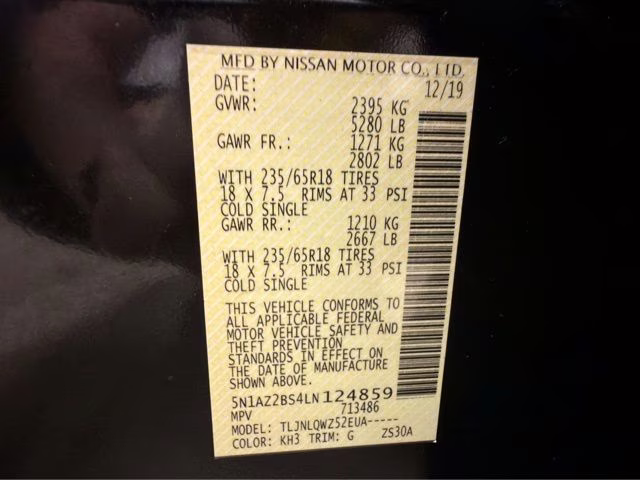 MFD BY NISSAN MOTOR CO., LTD.
DATE: 12/19
GVWR: 2395 KG
5280 LB
GAWR FR.: 1271 KG
2802 LB
WITH 235/65R18 TIRES
18 X 7.5 RIMS AT 33 PSI
COLD SINGLE
GAWR RR.: 1210 KG
2667 LB
WITH 235/65R18 TIRES
18 X 7.5 RIMS AT 33 PSI
COLD SINGLE
THIS VEHICLE CONFORMS TO
ALL APPLICABLE FEDERAL
MOTOR VEHICLE SAFETY AND
THEFT PREVENTION
STANDARDS IN EFFECT ON
THE DATE OF MANUFACTURE
SHOWN ABOVE.
5N1AZ2BS4LN124859
MPV 713486
MODEL: TLJNLQWZ52EUA-----
COLOR: KH3 TRIM: G ZS30A